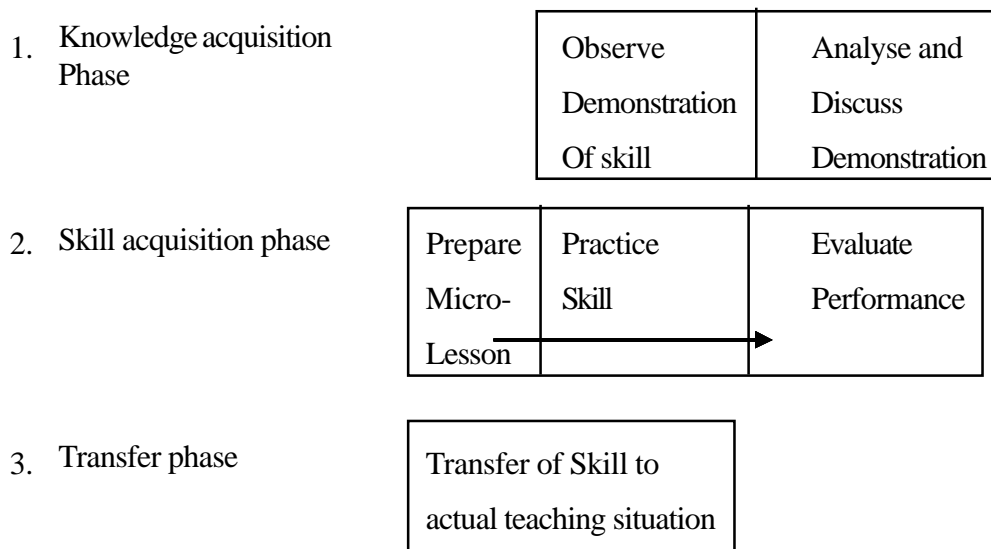 1. Knowledge acquisition
Phase
Observe
Demonstration
Of skill
Analyse and
Discuss
Demonstration
2. Skill acquisition phase
Prepare
Micro-
Lesson
Practice
Skill
Evaluate
Performance
3. Transfer phase
Transfer of Skill to
actual teaching situation